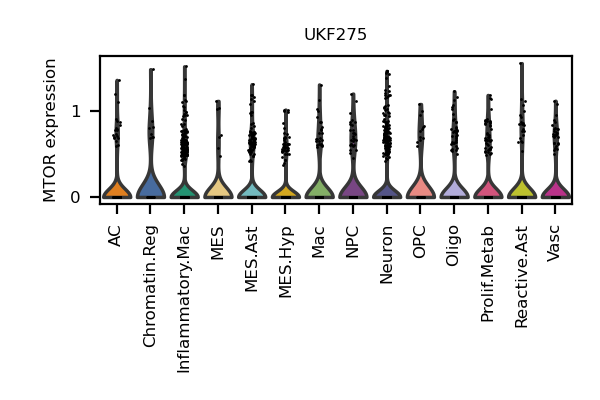 UKF275
MTOR expression
1
0
AC
Chromatin.Reg
Inflammatory.Mac
MES
MES.Ast
MES.Hyp
Mac
NPC
Neuron
OPC
Oligo
Prolif.Metab
Reactive.Ast
Vasc